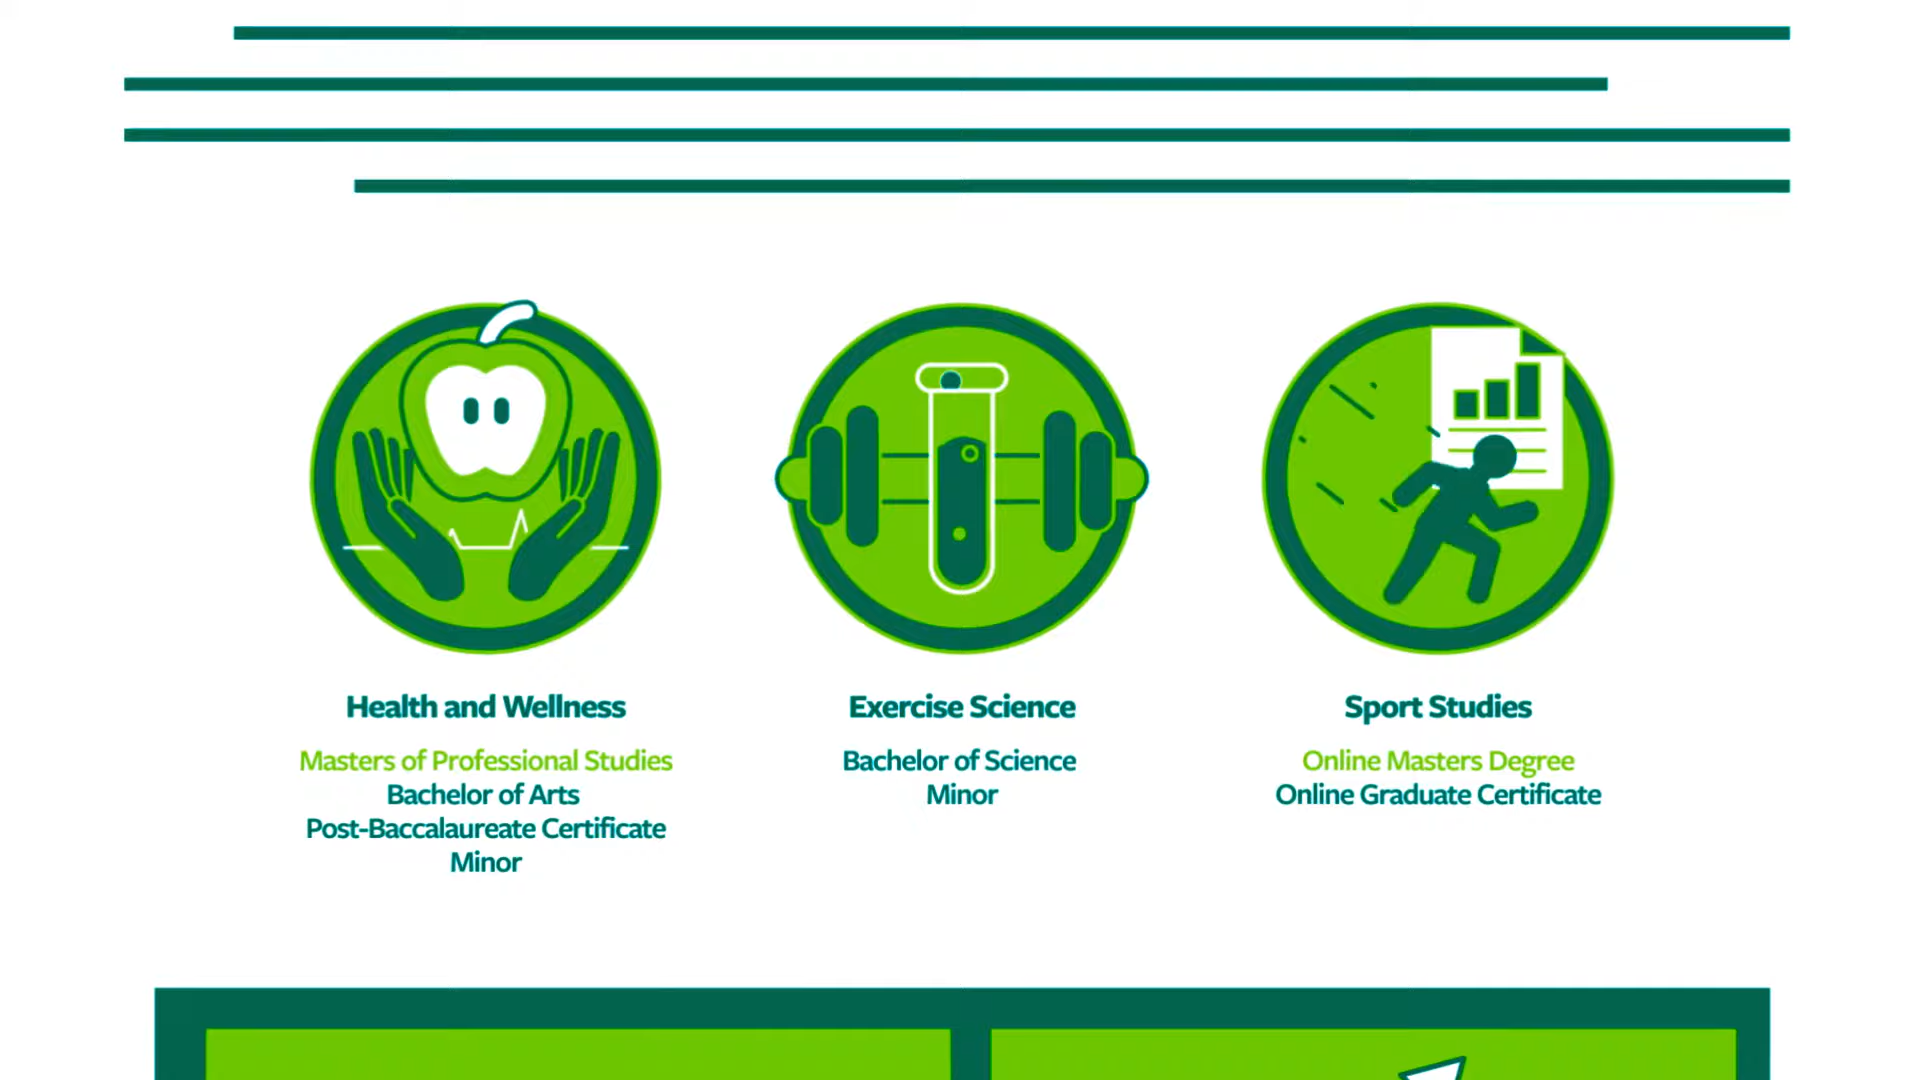 Health and Wellness
Masters of Professional Studies
Bachelor of Arts
Post-Baccalaureate Certificate
Minor
Exercise Science
Bachelor of Science
Minor
Sport Studies
Online Masters Degree
Online Graduate Certificate